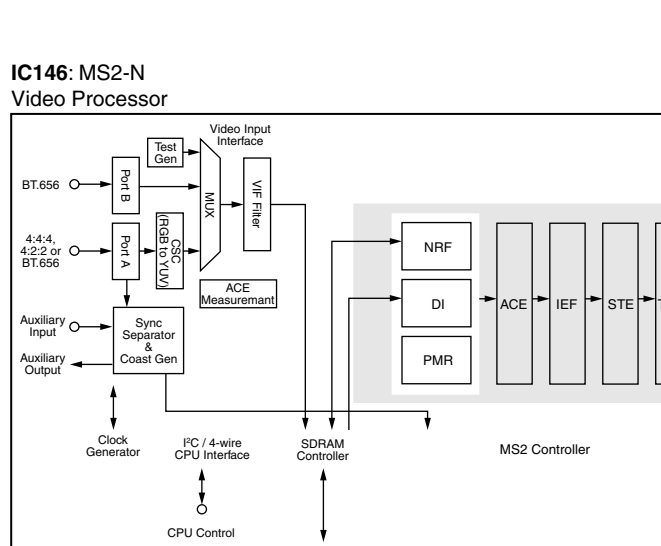 IC146: MS2-N
Video Processor
Video Input
Interface
Test
Gen
BT.656
Port B
MUX
VIF Filter
4:4:4,
4:2:2 or
BT.656
Port A
CSC
(RGB to YUV)
ACE
Measuremant
NRF
DI
PMR
ACE
IEF
STE
Auxiliary
Input
Auxiliary
Output
Sync
Separator
&
Coast Gen
Clock
Generator
I²C / 4-wire
CPU Interface
SDRAM
Controller
MS2 Controller
CPU Control